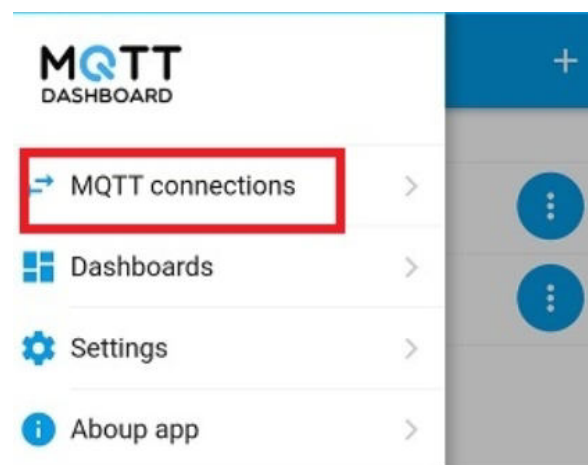 MQTT
DASHBOARD
MQTT connections
Dashboards
Settings
Aboup app